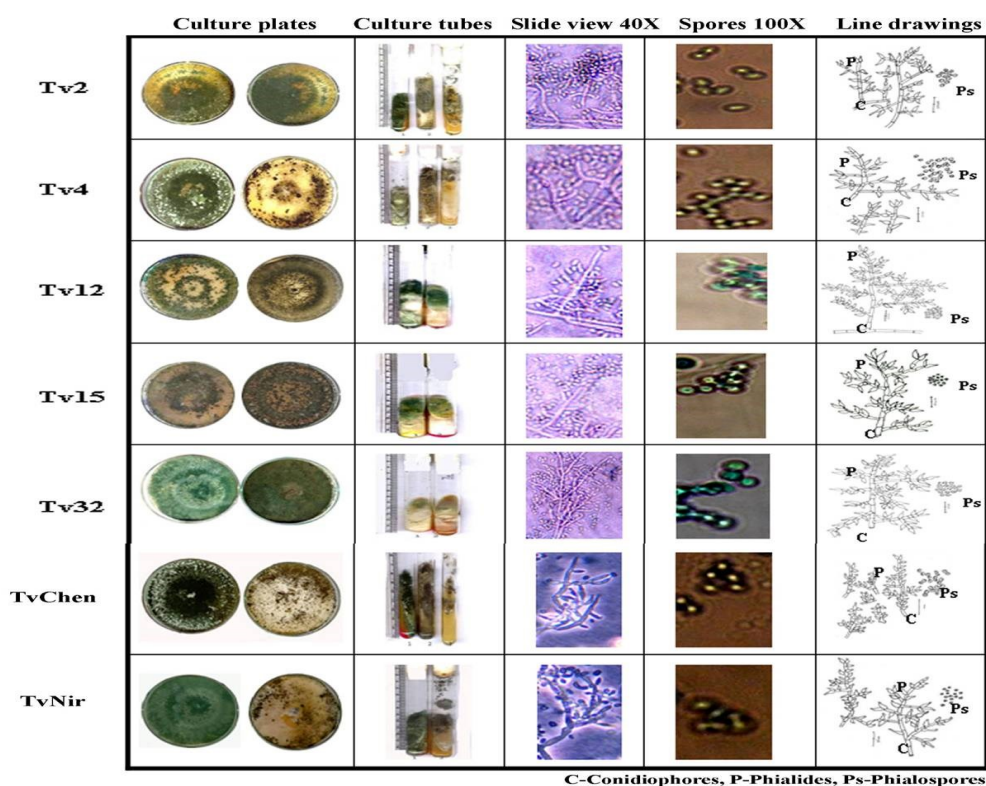 Culture plates Culture tubes Slide view 40X Spores 100X Line drawings
Tv2
P
C
Ps
Tv4
P
C
Ps
Tv12
P
C
Ps
Tv15
P
C
Ps
Tv32
P
C
Ps
TvChen
P
C
Ps
TvNir
P
C
Ps
C-Conidiophores, P-Phialides, Ps-Phialospores